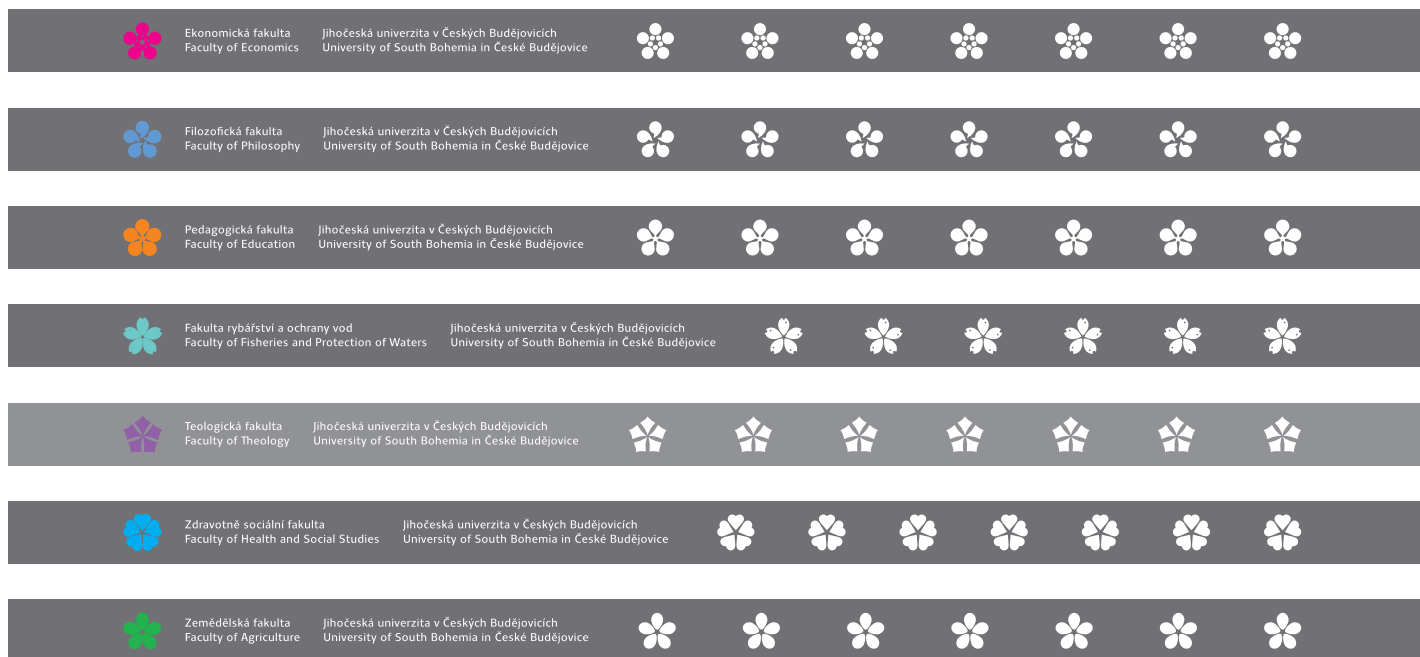 Ekonomická fakulta
Faculty of Economics
Jihočeská univerzita v Českých Budějovicích
University of South Bohemia in České Budějovice
Filozofická fakulta
Faculty of Philosophy
Jihočeská univerzita v Českých Budějovicích
University of South Bohemia in České Budějovice
Pedagogická fakulta
Faculty of Education
Jihočeská univerzita v Českých Budějovicích
University of South Bohemia in České Budějovice
Fakulta rybářství a ochrany vod
Faculty of Fisheries and Protection of Waters
Jihočeská univerzita v Českých Budějovicích
University of South Bohemia in České Budějovice
Teologická fakulta
Faculty of Theology
Jihočeská univerzita v Českých Budějovicích
University of South Bohemia in České Budějovice
Zdravotně sociální fakulta
Faculty of Health and Social Studies
Jihočeská univerzita v Českých Budějovicích
University of South Bohemia in České Budějovice
Zemědělská fakulta
Faculty of Agriculture
Jihočeská univerzita v Českých Budějovicích
University of South Bohemia in České Budějovice